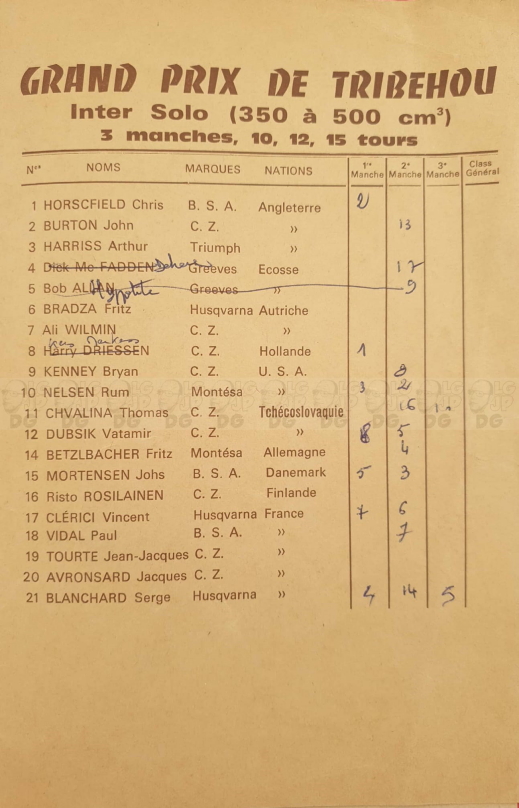 GRAND PRIX DE TRIBEHOU
Inter Solo (350 à 500 cm³)
3 manches, 10, 12, 15 tours
N°ˢ NOMS MARQUES NATIONS 1ʳᵉ Manche 2ᵉ Manche 3ᵉ Manche Class Général
1 HORSCFIELD Chris B. S. A. Angleterre 2
2 BURTON John C. Z. » 13
3 HARRISS Arthur Triumph »
4 Dick Mc FADDEN Greeves Ecosse 12
5 Bob ALLAN Hyppolite Greeves » 9
6 BRADZA Fritz Husqvarna Autriche
7 Ali WILMIN C. Z. »
8 Harry DRIESSEN C. Z. Hollande 1
9 KENNEY Bryan C. Z. U. S. A. 8
10 NELSEN Rum Montésa » 3 2
11 CHVALINA Thomas C. Z. Tchécoslovaquie 16
12 DUBSIK Vatamir C. Z. » 5
14 BETZLBACHER Fritz Montésa Allemagne 4
15 MORTENSEN Johs B. S. A. Danemark 5 3
16 Risto ROSILAINEN C. Z. Finlande
17 CLÉRICI Vincent Husqvarna France 7 6
18 VIDAL Paul B. S. A. » 7
19 TOURTE Jean-Jacques C. Z. »
20 AVRONSARD Jacques C. Z. »
21 BLANCHARD Serge Husqvarna » 4 14 5